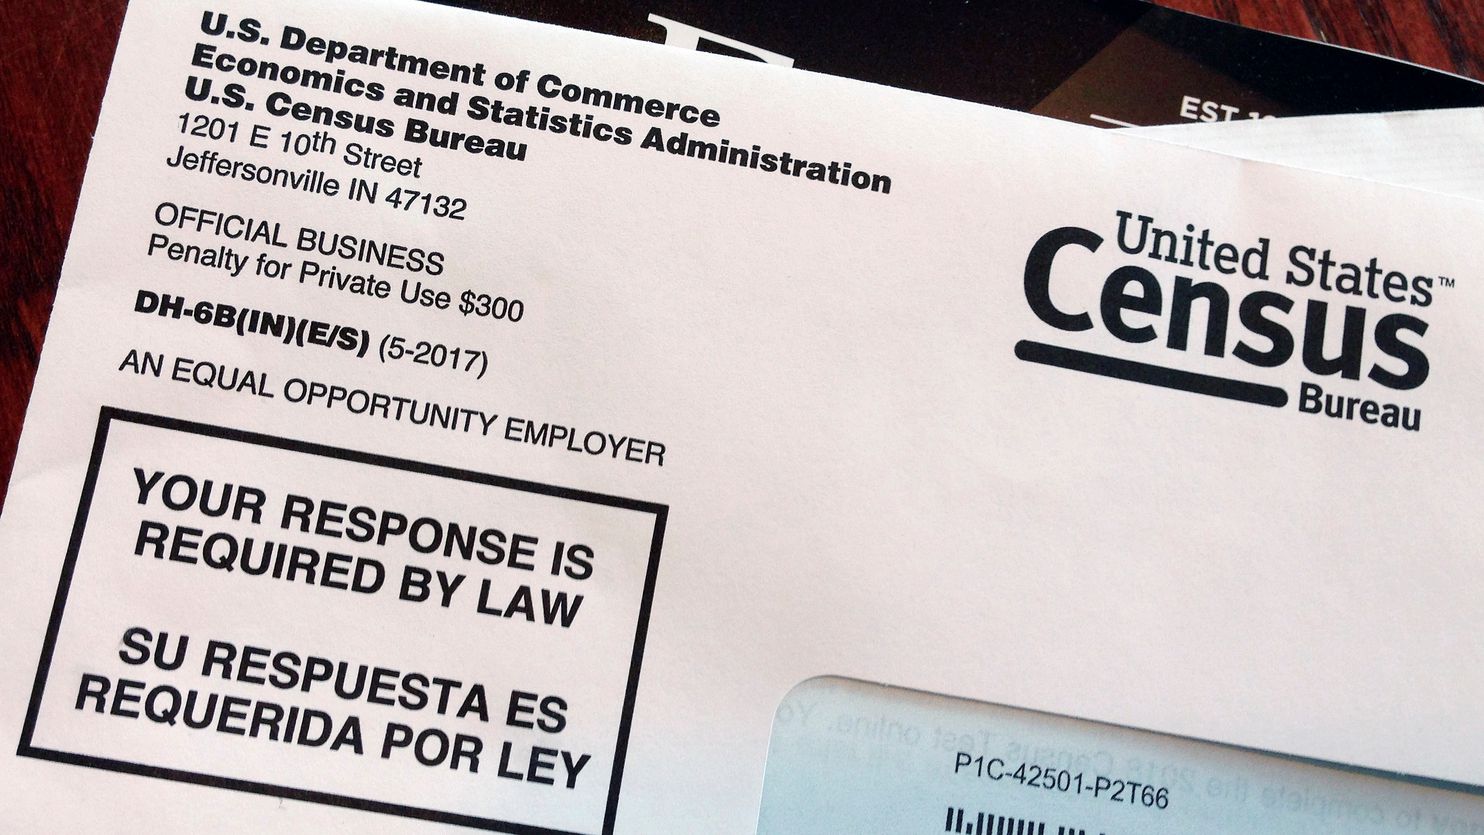 U.S. Department of Commerce
Economics and Statistics Administration
U.S. Census Bureau
1201 E 10th Street
Jeffersonville IN 47132
OFFICIAL BUSINESS
Penalty for Private Use $300
DH-6B(IN)(E/S) (5-2017)
AN EQUAL OPPORTUNITY EMPLOYER
YOUR RESPONSE IS
REQUIRED BY LAW
SU RESPUESTA ES
REQUERIDA POR LEY
EST
United States™
Census
Bureau
P1C-42501-P2T66